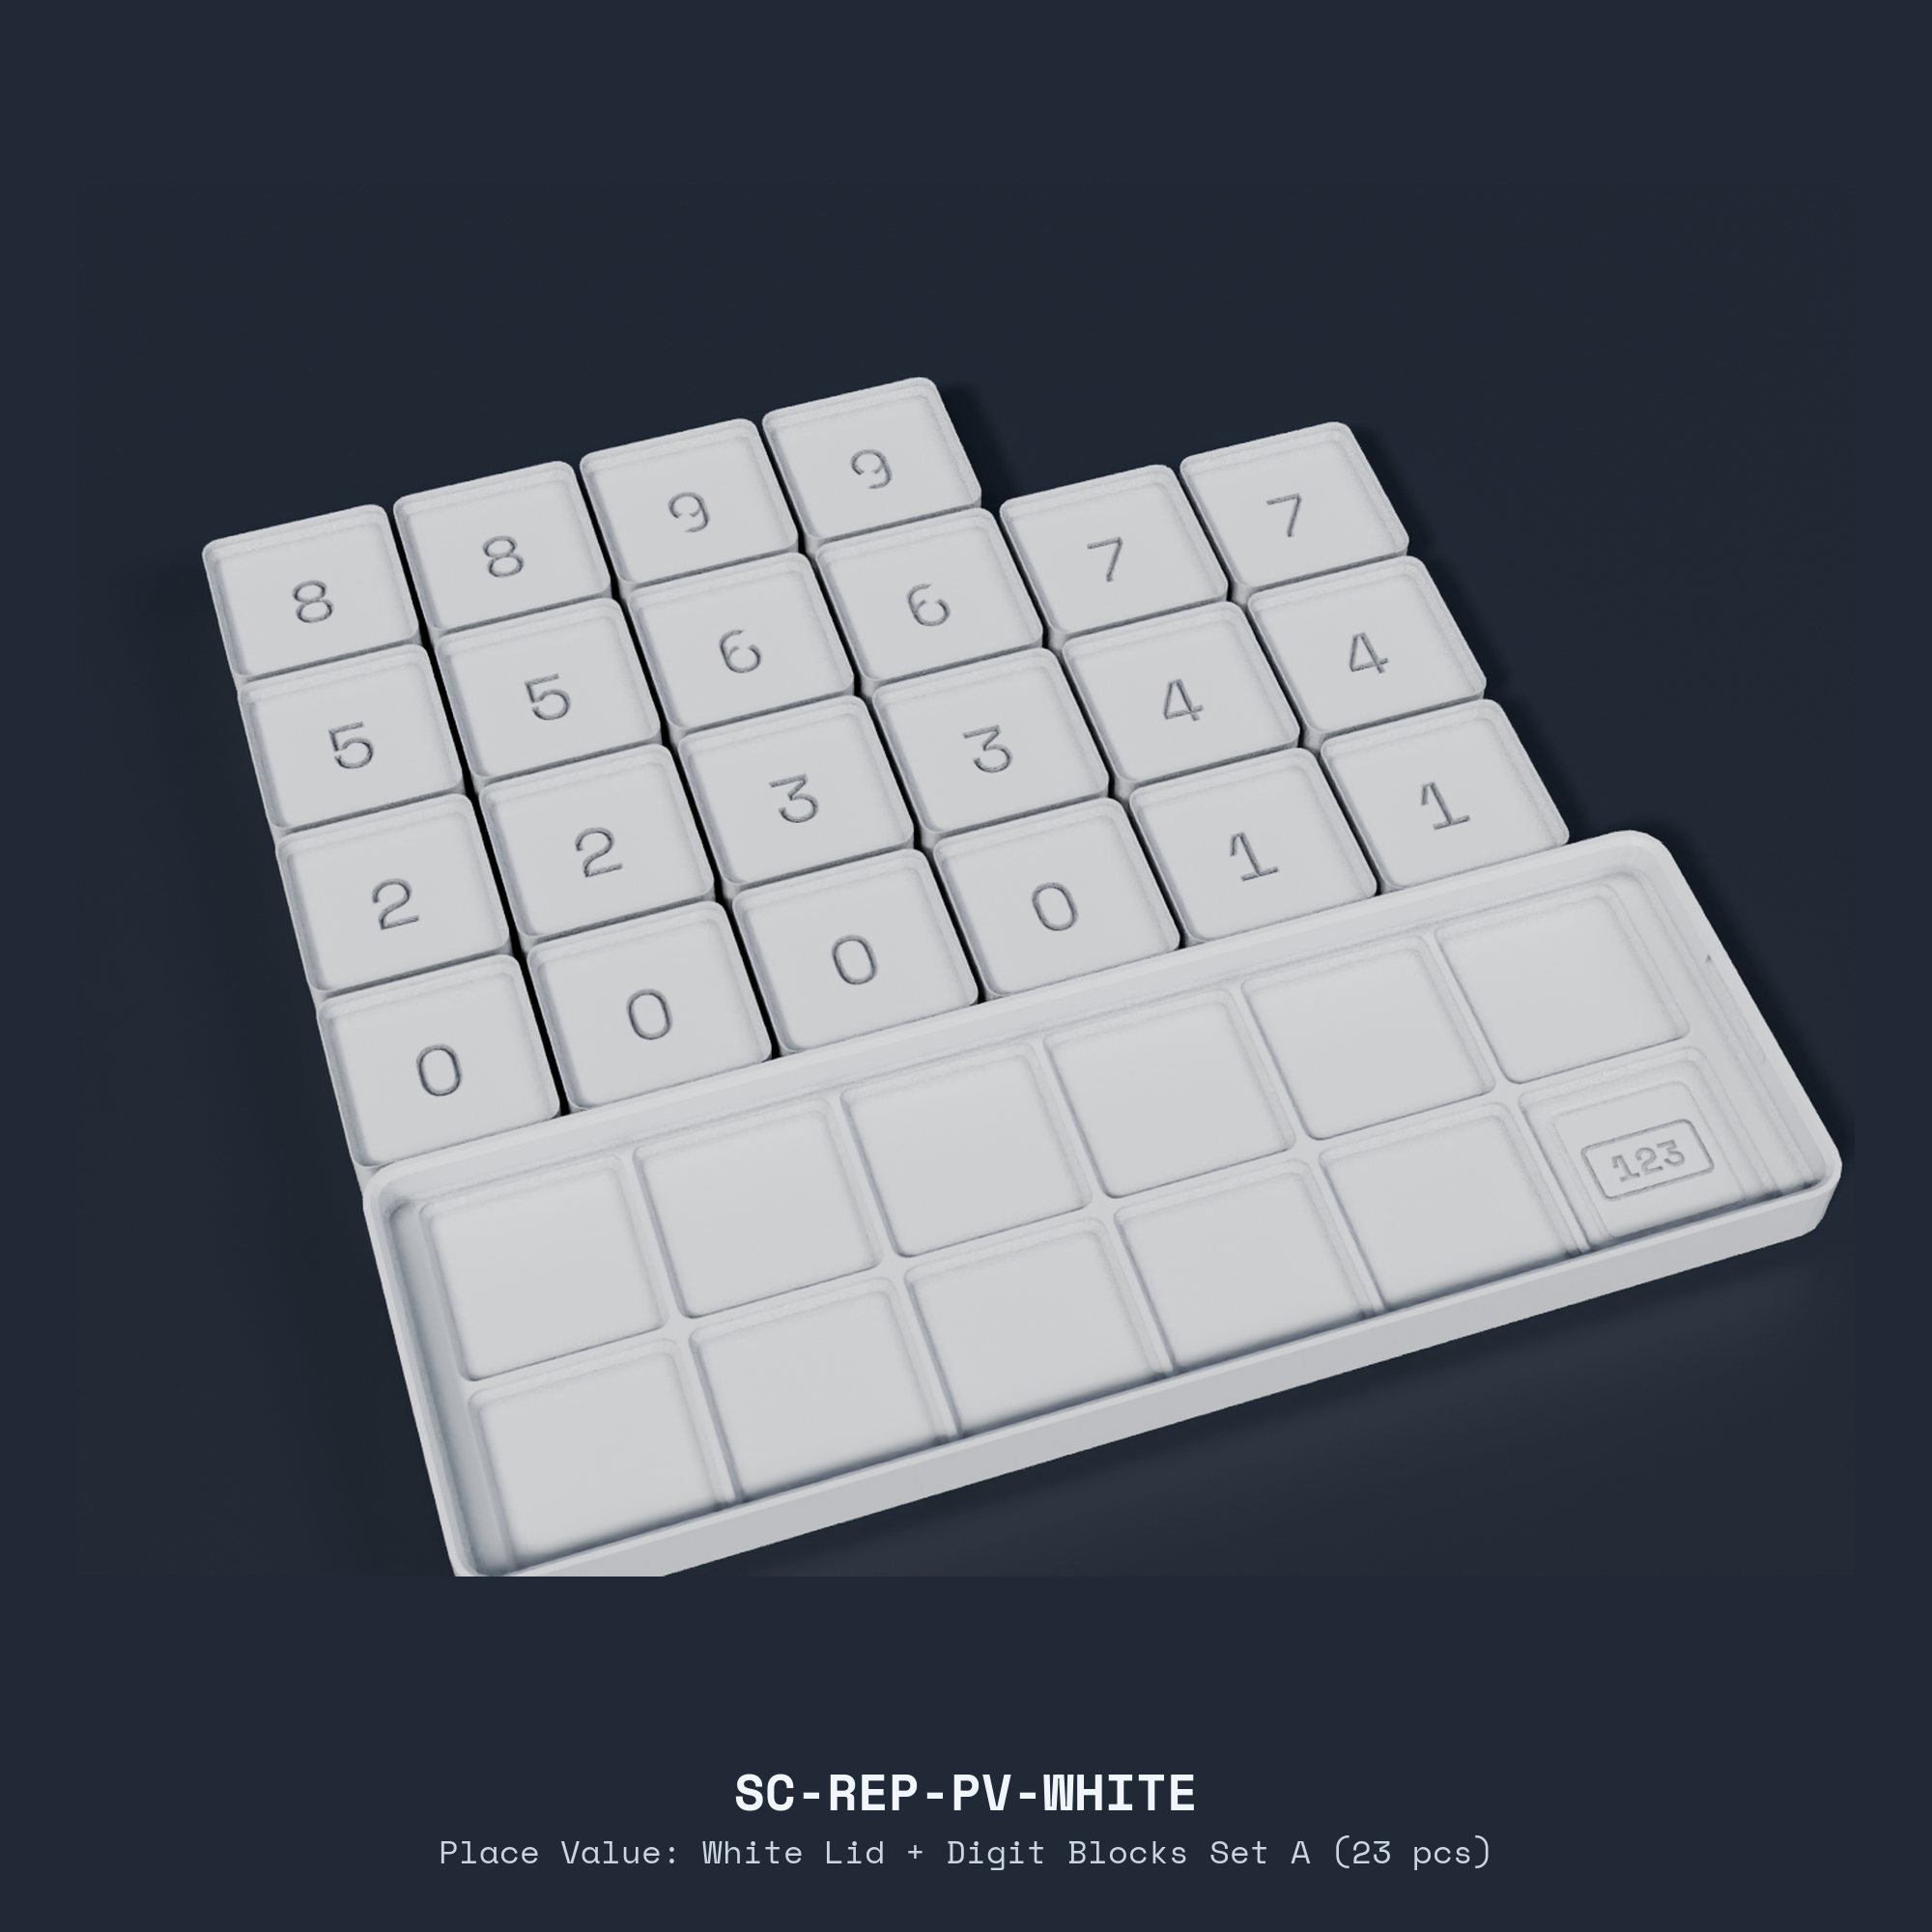 8 8 9 9
5 5 6 6 7 7
2 2 3 3 4 4
0 0 0 0 1 1
123
SC-REP-PV-WHITE
Place Value: White Lid + Digit Blocks Set A (23 pcs)